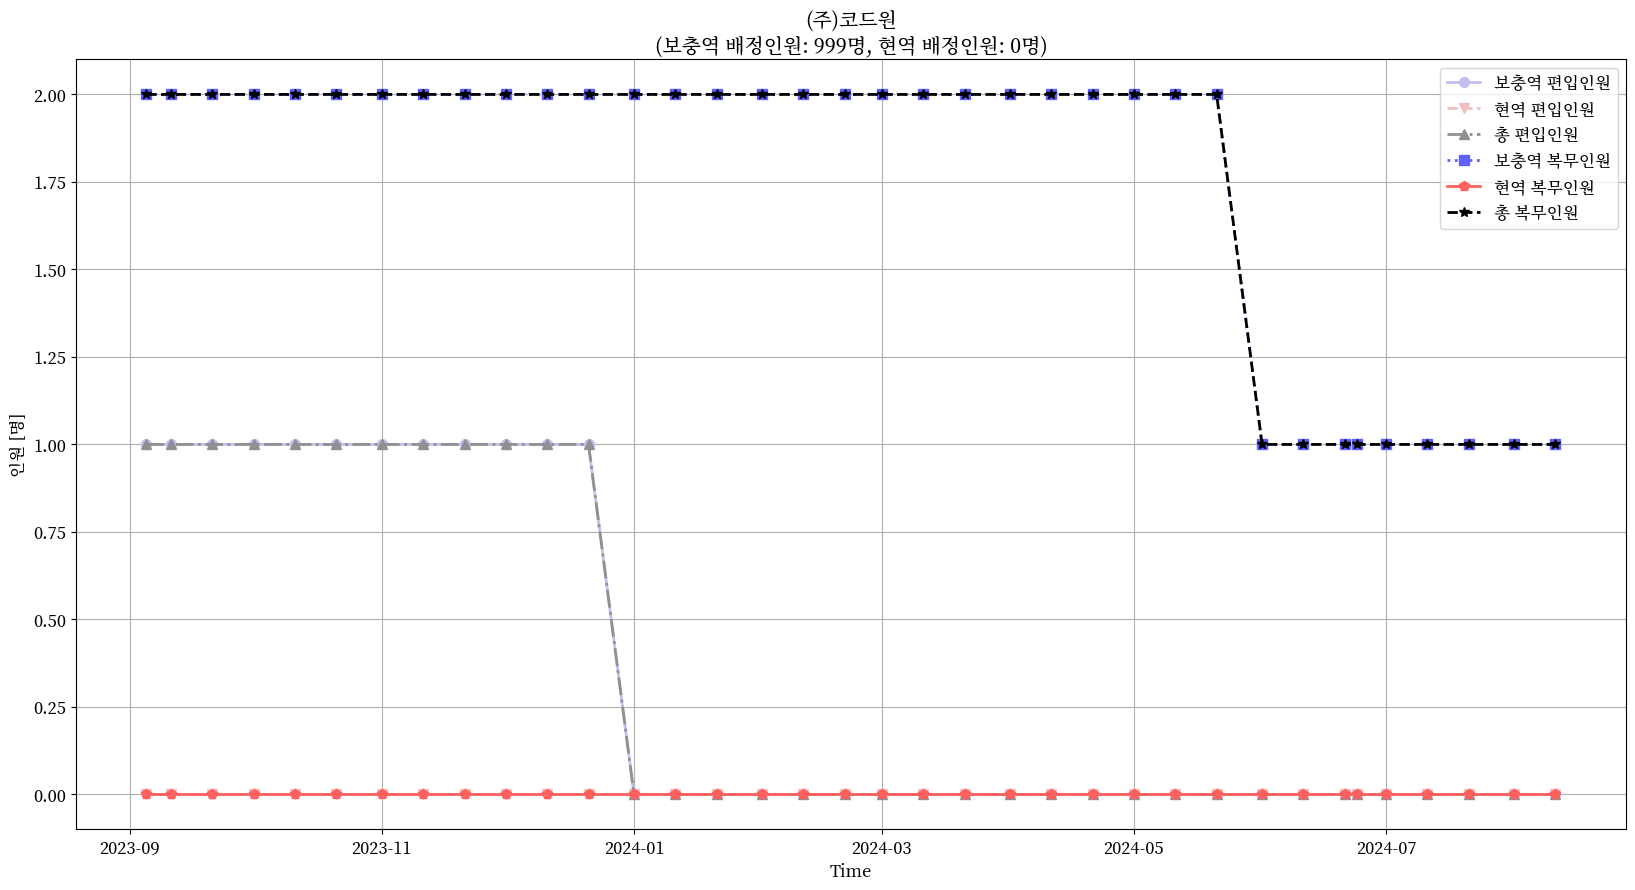 (주)코드원
(보충역 배정인원: 999명, 현역 배정인원: 0명)
보충역 편입인원
현역 편입인원
총 편입인원
보충역 복무인원
현역 복무인원
총 복무인원
2.00
1.75
1.50
1.25
1.00
0.75
0.50
0.25
0.00
인원 [명]
2023-09
2023-11
2024-01
2024-03
2024-05
2024-07
Time